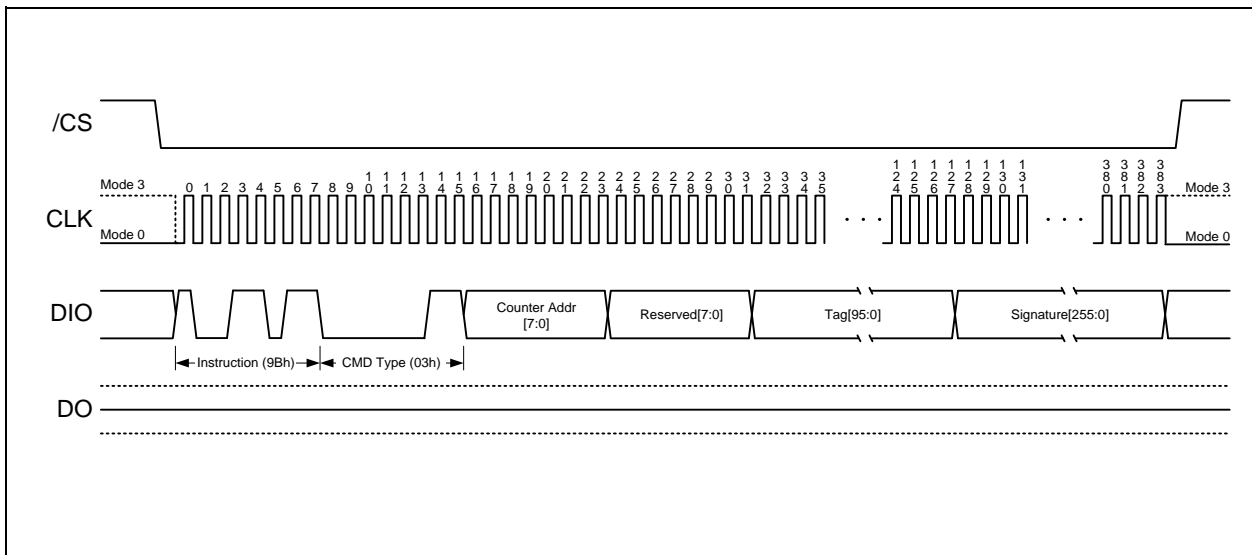 /CS
Mode 3
0 1 2 3 4 5 6 7 8 9 10 11 12 13 14 15 16 17 18 19 20 21 22 23 24 25 26 27 28 29 30 31 32 33 34 35
124 125 126 127 128 129 130 131
380 381 382 383
Mode 3
CLK
Mode 0
. . .
. . .
Mode 0
DIO
Counter Addr
[7:0]
Reserved[7:0]
Tag[95:0]
Signature[255:0]
Instruction (9Bh)
CMD Type (03h)
DO